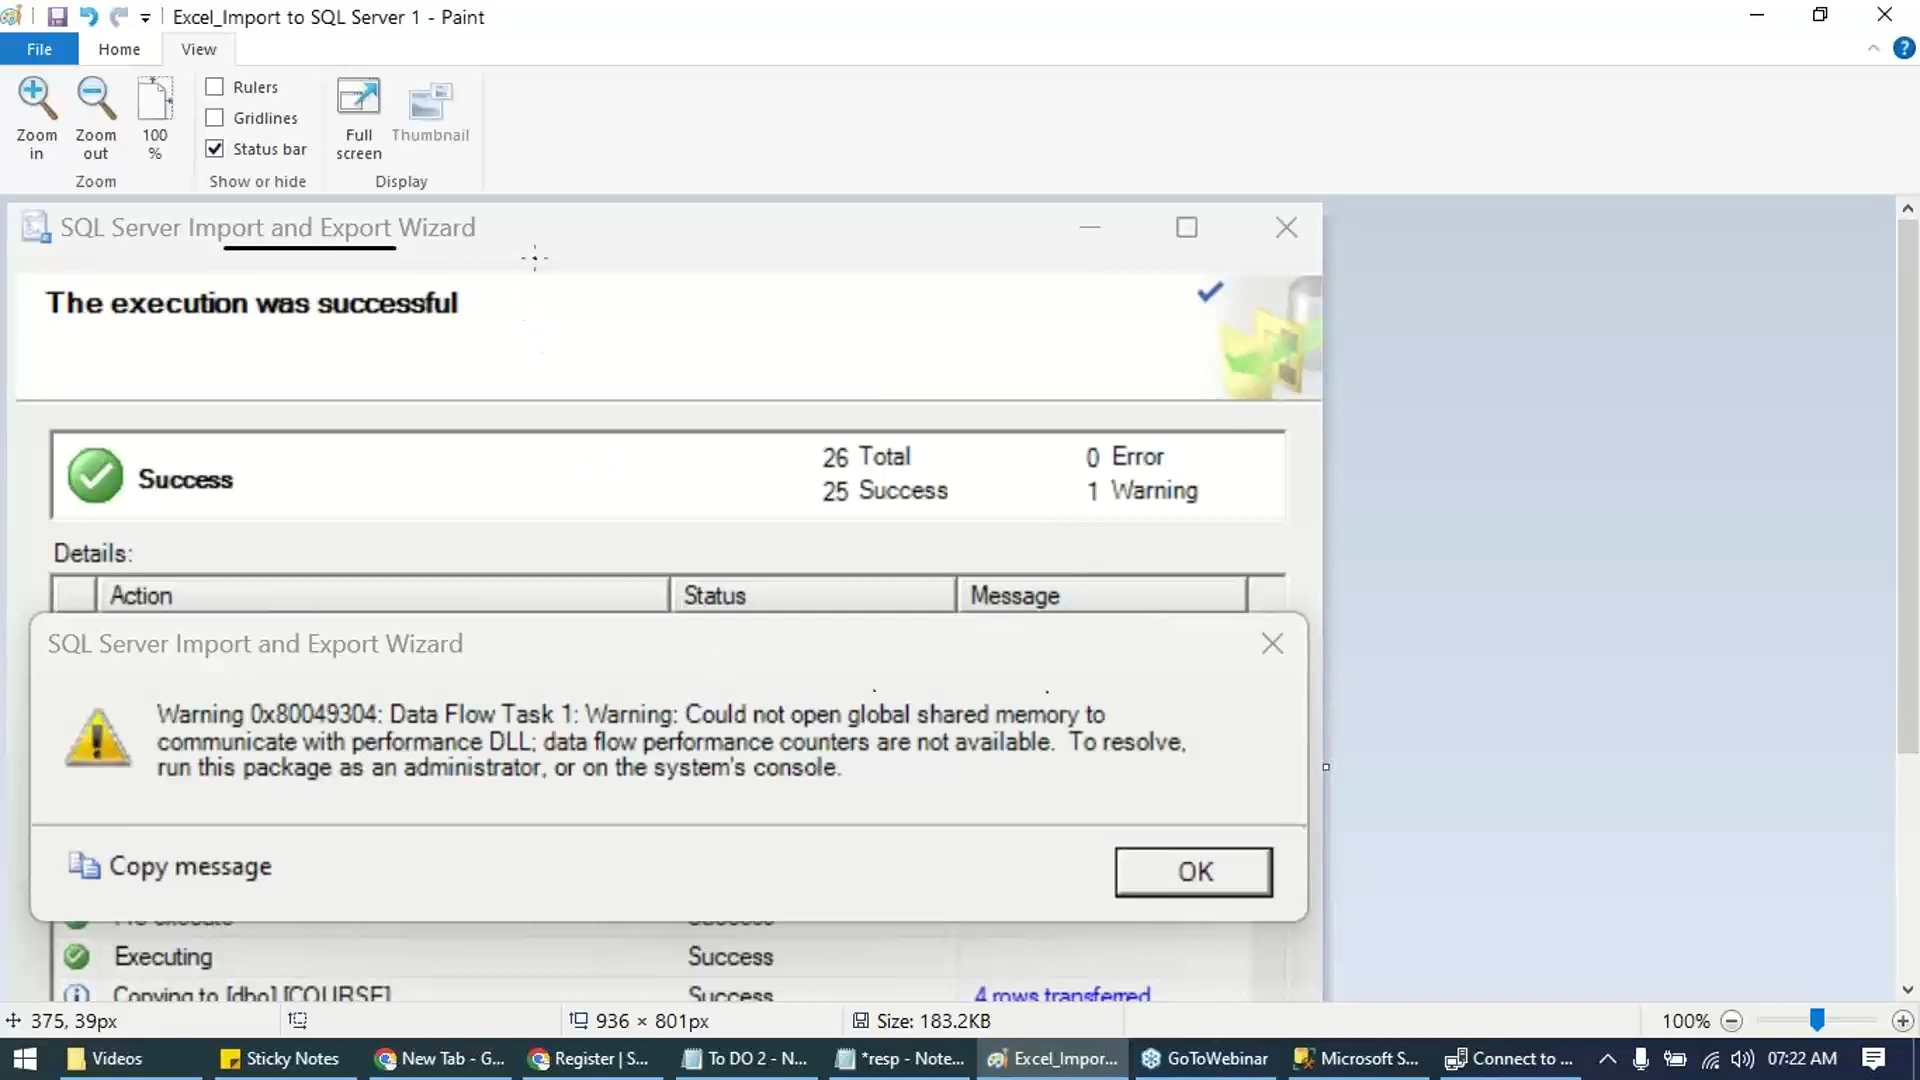 Excel_Import to SQL Server 1 - Paint
File Home View
Zoom in
Zoom out
100 %
Rulers
Gridlines
Status bar
Full screen
Thumbnail
Zoom Show or hide Display
SQL Server Import and Export Wizard
The execution was successful
Success
26 Total 0 Error
25 Success 1 Warning
Details:
Action Status Message
SQL Server Import and Export Wizard
Warning 0x80049304: Data Flow Task 1: Warning: Could not open global shared memory to
communicate with performance DLL; data flow performance counters are not available. To resolve,
run this package as an administrator, or on the system's console.
Copy message OK
Executing Success
Copying to [dbo].[COURSE] Success 4 rows transferred
375, 39px 936 × 801px Size: 183.2KB 100%
Videos Sticky Notes New Tab - G... Register | S... To DO 2 - N... *resp - Note... Excel_Impor... GoToWebinar Microsoft S... Connect to ... 07:22 AM